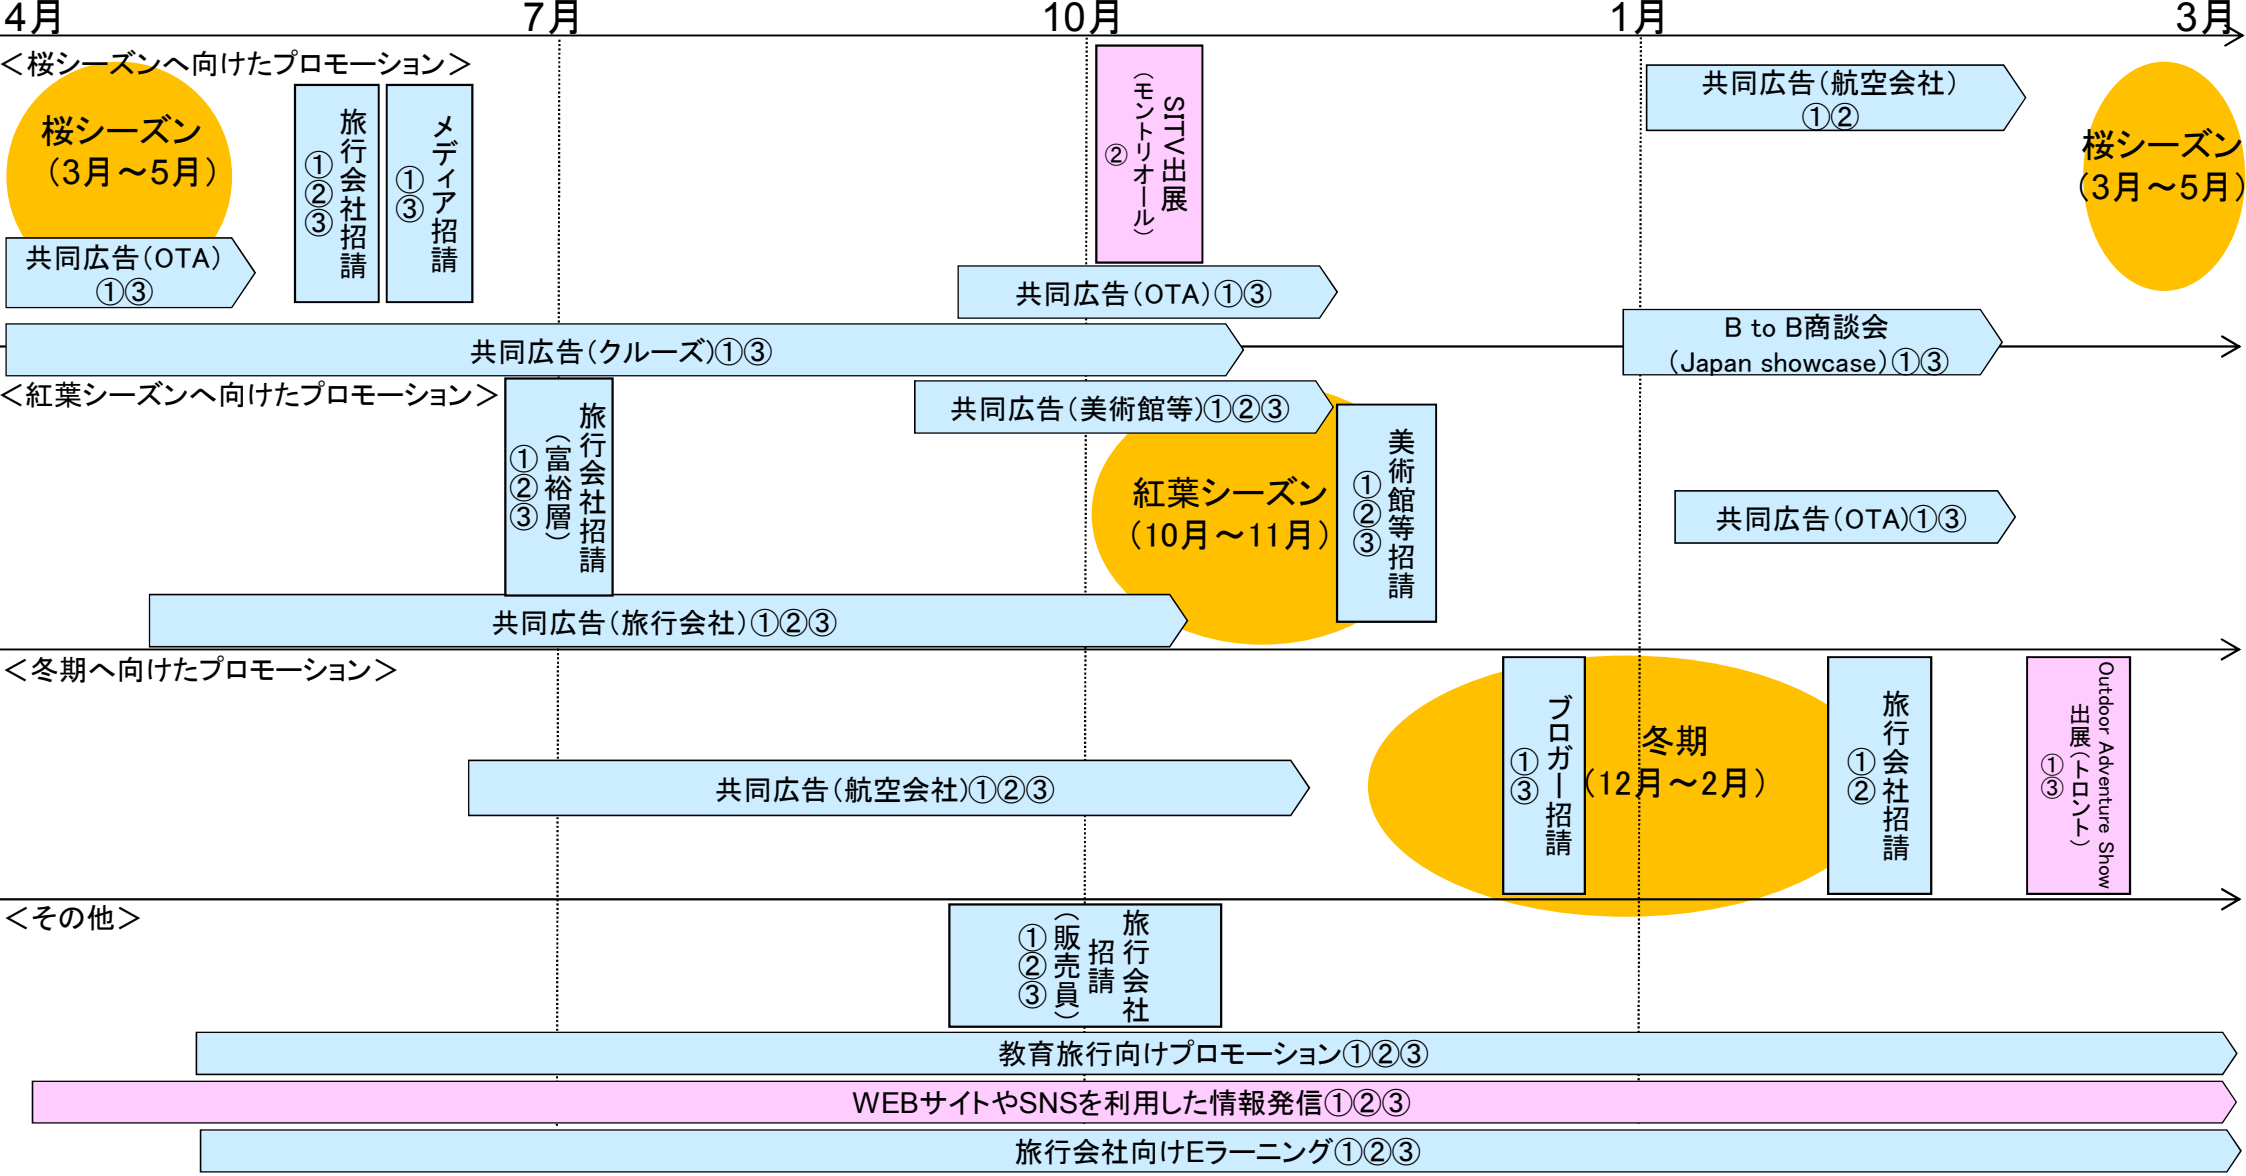 4月
7月
10月
1月
3月
＜桜シーズンへ向けたプロモーション＞
桜シーズン
（3月～5月）
旅行会社招請
①②③
メディア招請
①③
SITV出展
（モントリオール）
②
共同広告（航空会社）
①②
桜シーズン
（3月～5月）
共同広告（OTA）
①③
共同広告（OTA）①③
共同広告（クルーズ）①③
B to B商談会
（Japan showcase）①③
＜紅葉シーズンへ向けたプロモーション＞
旅行会社招請
（富裕層）
①②③
共同広告（美術館等）①②③
紅葉シーズン
（10月～11月）
美術館等招請
①②③
共同広告（OTA）①③
共同広告（旅行会社）①②③
＜冬期へ向けたプロモーション＞
共同広告（航空会社）①②③
ブロガー招請
①③
冬期
（12月～2月）
旅行会社招請
①②
Outdoor Adventure Show
出展（トロント）
①③
＜その他＞
旅行会社
招請
（販売員）
①②③
教育旅行向けプロモーション①②③
WEBサイトやSNSを利用した情報発信①②③
旅行会社向けEラーニング①②③